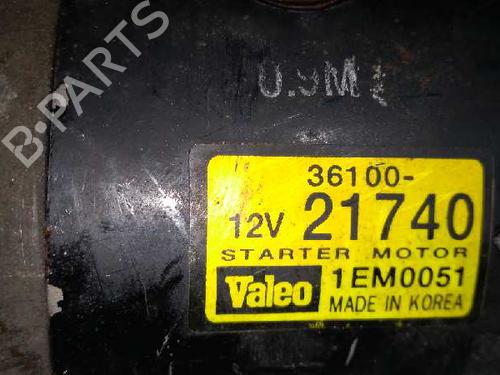 B-PARTS
36100-
12V 21740
STARTER MOTOR
Valeo 1EM0051
MADE IN KOREA